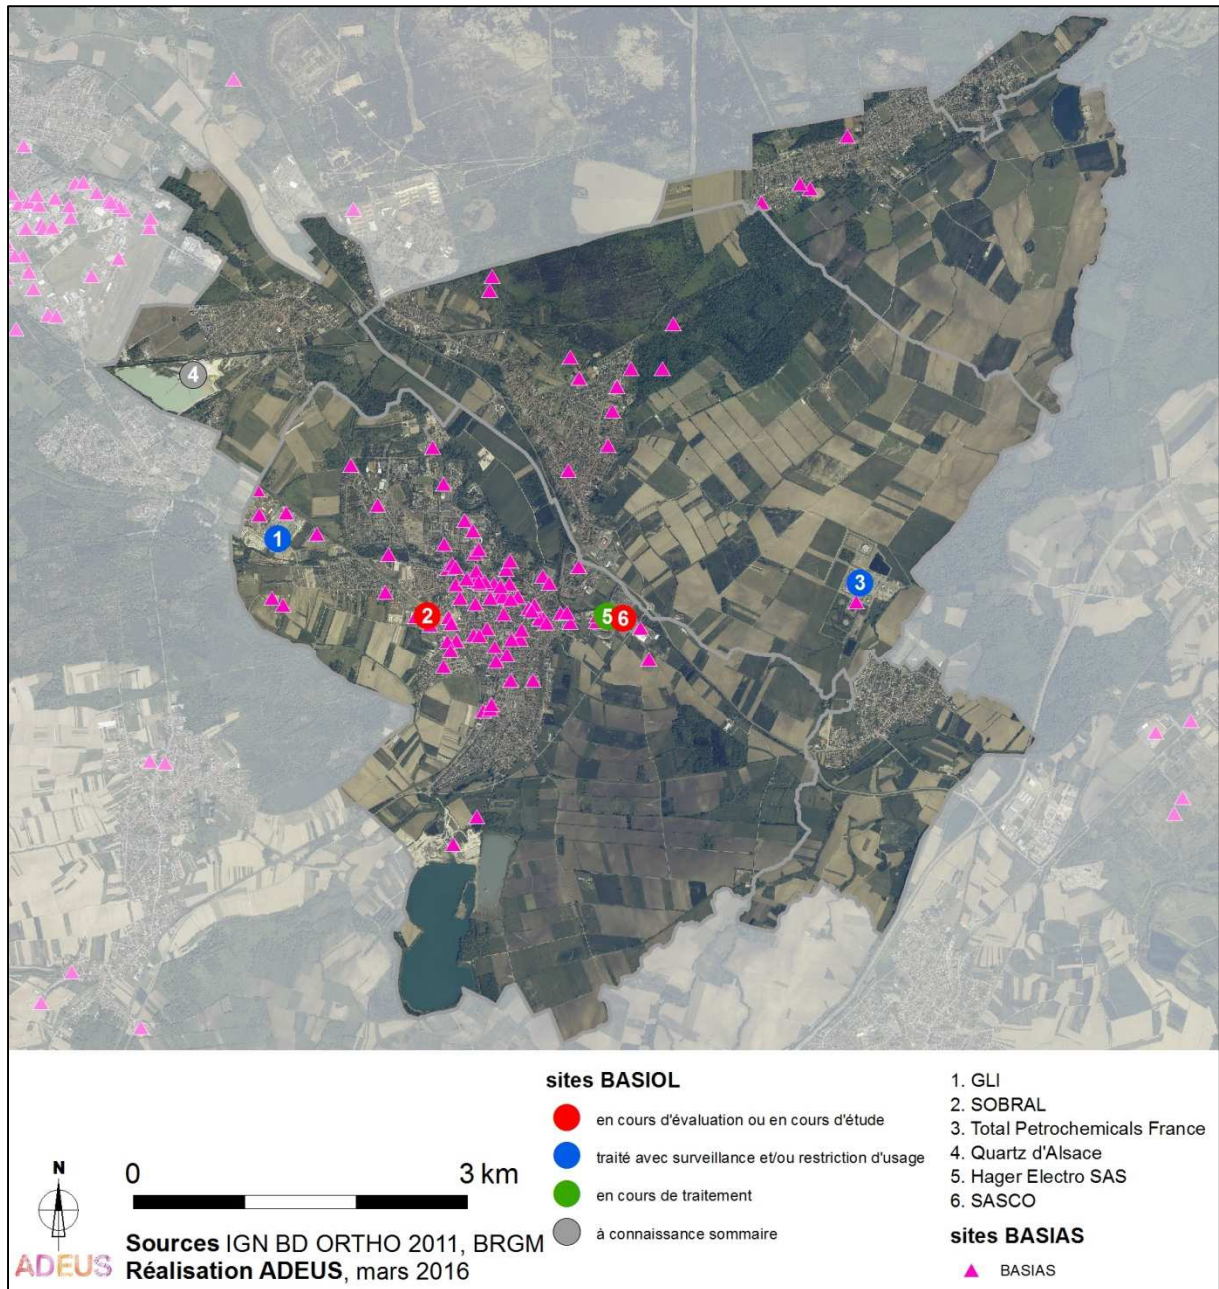 4
1
3
2
5
6
sites BASIOL
en cours d'évaluation ou en cours d'étude
traité avec surveillance et/ou restriction d'usage
en cours de traitement
à connaissance sommaire
1. GLI
2. SOBRAL
3. Total Petrochemicals France
4. Quartz d'Alsace
5. Hager Electro SAS
6. SASCO
sites BASIAS
BASIAS
N
0 3 km
Sources IGN BD ORTHO 2011, BRGM
Réalisation ADEUS, mars 2016
ADEUS